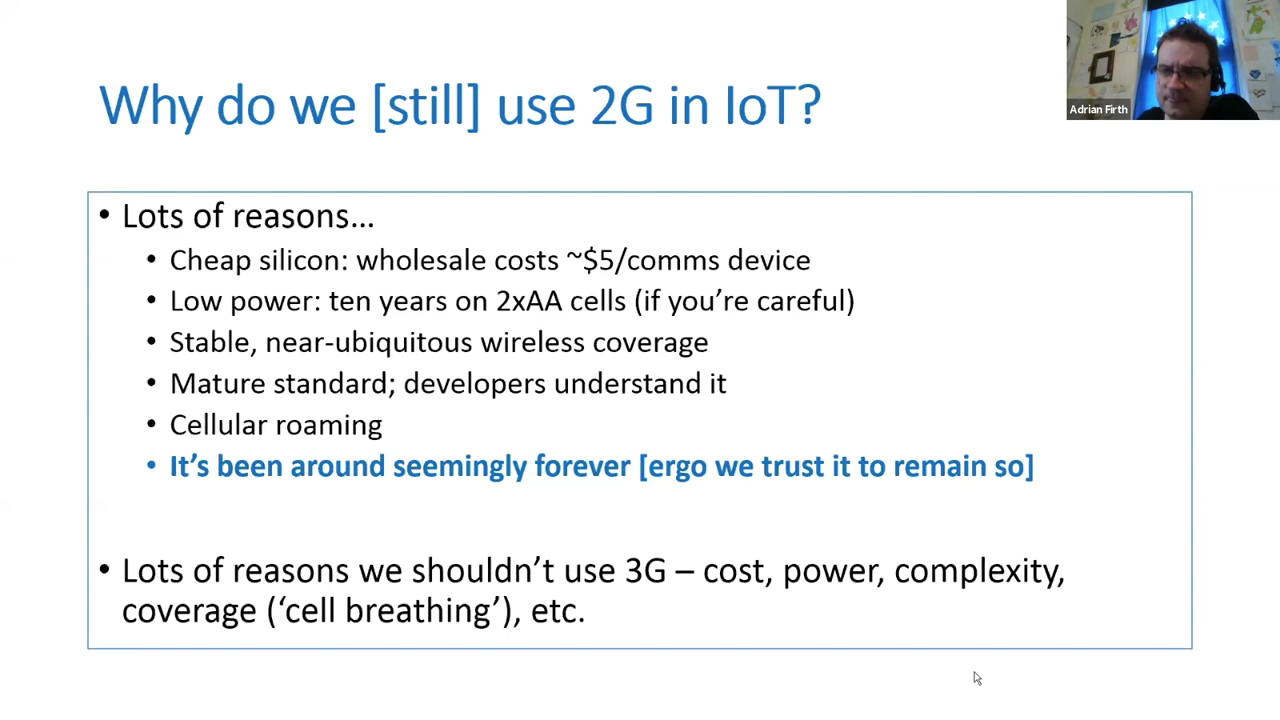 Why do we [still] use 2G in IoT?
Adrian Firth
• Lots of reasons…
• Cheap silicon: wholesale costs ~$5/comms device
• Low power: ten years on 2xAA cells (if you’re careful)
• Stable, near-ubiquitous wireless coverage
• Mature standard; developers understand it
• Cellular roaming
• It’s been around seemingly forever [ergo we trust it to remain so]
• Lots of reasons we shouldn’t use 3G – cost, power, complexity,
coverage (‘cell breathing’), etc.